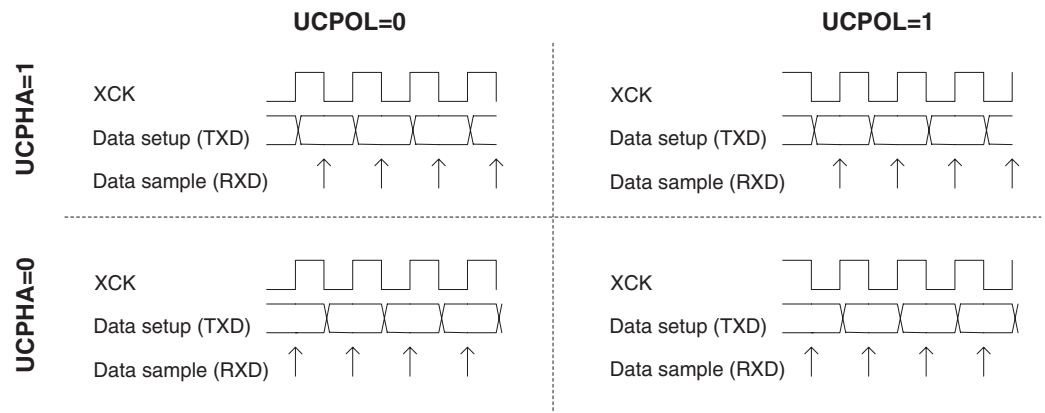 UCPOL=0
UCPOL=1
UCPHA=1
XCK
Data setup (TXD)
Data sample (RXD)
XCK
Data setup (TXD)
Data sample (RXD)
UCPHA=0
XCK
Data setup (TXD)
Data sample (RXD)
XCK
Data setup (TXD)
Data sample (RXD)